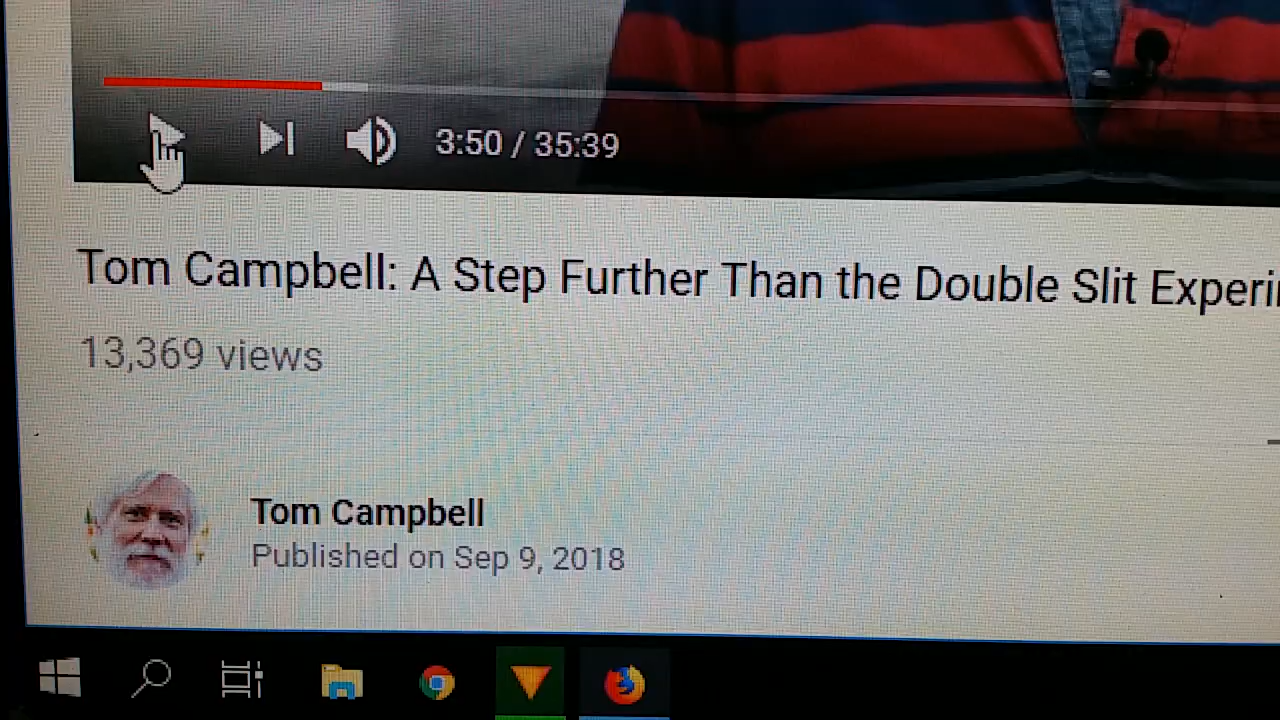 3:50 / 35:39
Tom Campbell: A Step Further Than the Double Slit Experi
13,369 views
Tom Campbell
Published on Sep 9, 2018